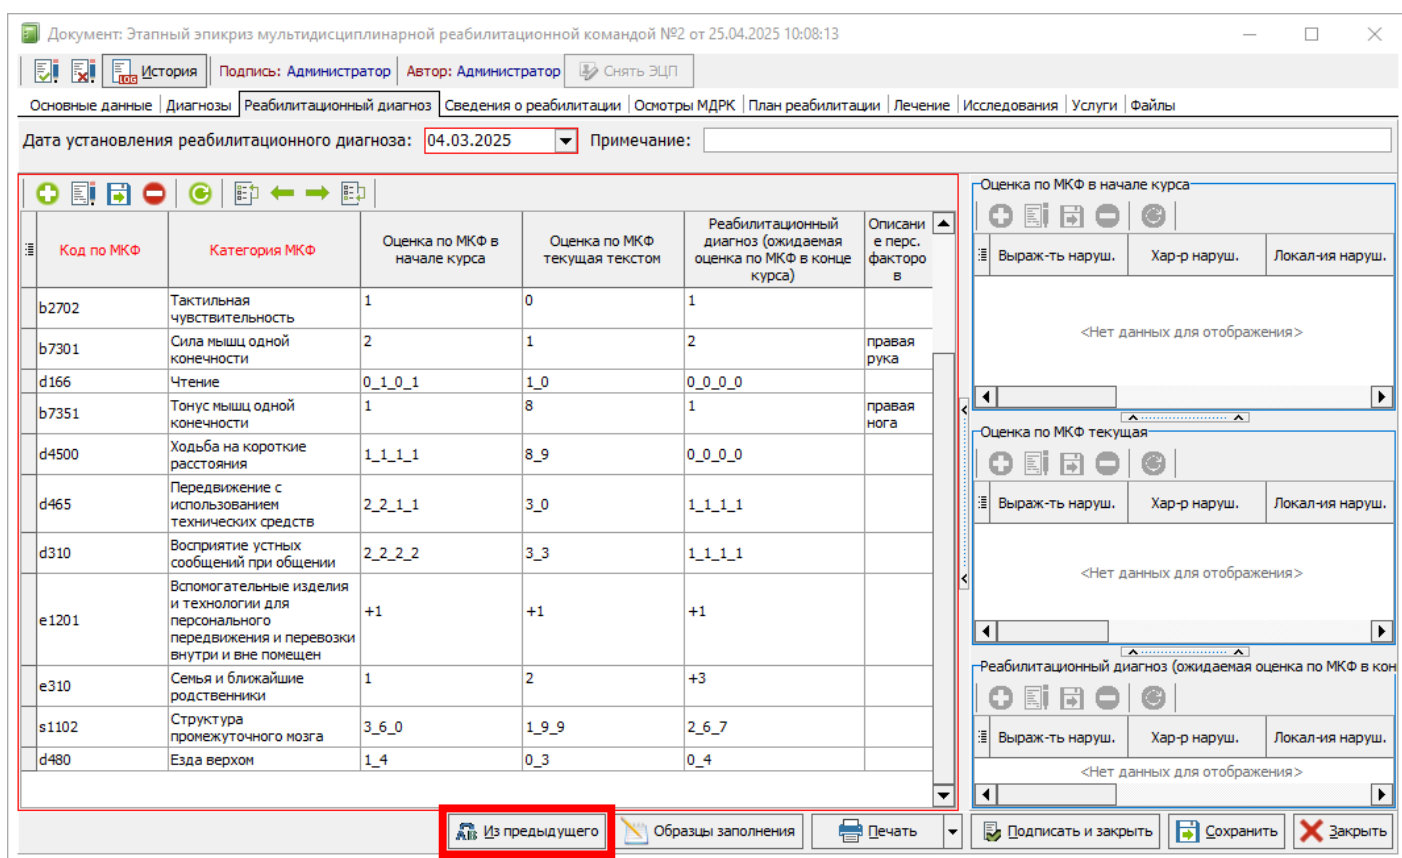 Документ: Этапный эпикриз мультидисциплинарной реабилитационной командой №2 от 25.04.2025 10:08:13
LOG История Подпись: Администратор Автор: Администратор Снять ЭЦП
Основные данные Диагнозы Реабилитационный диагноз Сведения о реабилитации Осмотры МДРК План реабилитации Лечение Исследования Услуги Файлы
Дата установления реабилитационного диагноза: 04.03.2025 Примечание:
Код по МКФ
Категория МКФ
Оценка по МКФ в
начале курса
Оценка по МКФ
текущая текстом
Реабилитационный
диагноз (ожидаемая
оценка по МКФ в конце
курса)
Описани
е перс.
факторо
в
b2702 Тактильная 1 0 1
чувствительность
b7301 Сила мышц одной 2 1 2 правая
конечности рука
d166 Чтение 0_1_0_1 1_0 0_0_0_0
b7351 Тонус мышц одной 1 8 1 правая
конечности нога
d4500 Ходьба на короткие 1_1_1_1 8_9 0_0_0_0
расстояния
d465 Передвижение с 2_2_1_1 3_0 1_1_1_1
использованием
технических средств
d310 Восприятие устных 2_2_2_2 3_3 1_1_1_1
сообщений при общении
e1201 Вспомогательные изделия +1 +1 +1
и технологии для
персонального
передвижения и перевозки
внутри и вне помещен
e310 Семья и ближайшие 1 2 +3
родственники
s1102 Структура 3_6_0 1_9_9 2_6_7
промежуточного мозга
d480 Езда верхом 1_4 0_3 0_4
Оценка по МКФ в начале курса
Выраж-ть наруш. Хар-р наруш. Локал-ия наруш.
<Нет данных для отображения>
Оценка по МКФ текущая
Выраж-ть наруш. Хар-р наруш. Локал-ия наруш.
<Нет данных для отображения>
Реабилитационный диагноз (ожидаемая оценка по МКФ в кон
Выраж-ть наруш. Хар-р наруш. Локал-ия наруш.
<Нет данных для отображения>
Из предыдущего Образцы заполнения Печать Подписать и закрыть Сохранить Закрыть